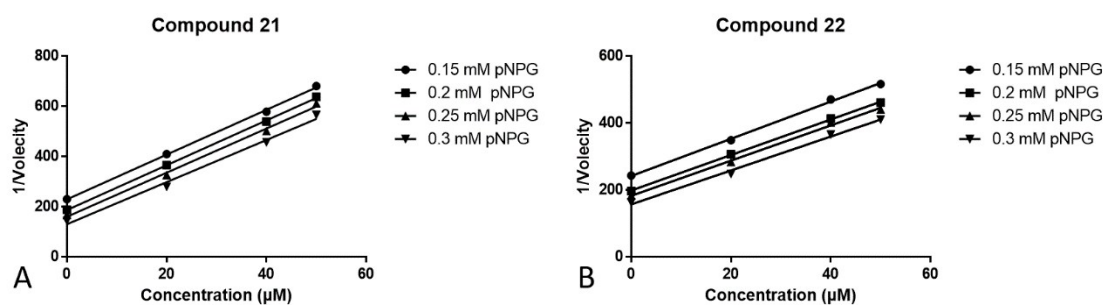 Compound 21
800
600
400
200
0
1/Volecity
0 20 40 60
Concentration (µM)
0.15 mM pNPG
0.2 mM pNPG
0.25 mM pNPG
0.3 mM pNPG
A
Compound 22
600
400
200
0
1/Volecity
0 20 40 60
Concentration (µM)
0.15 mM pNPG
0.2 mM pNPG
0.25 mM pNPG
0.3 mM pNPG
B